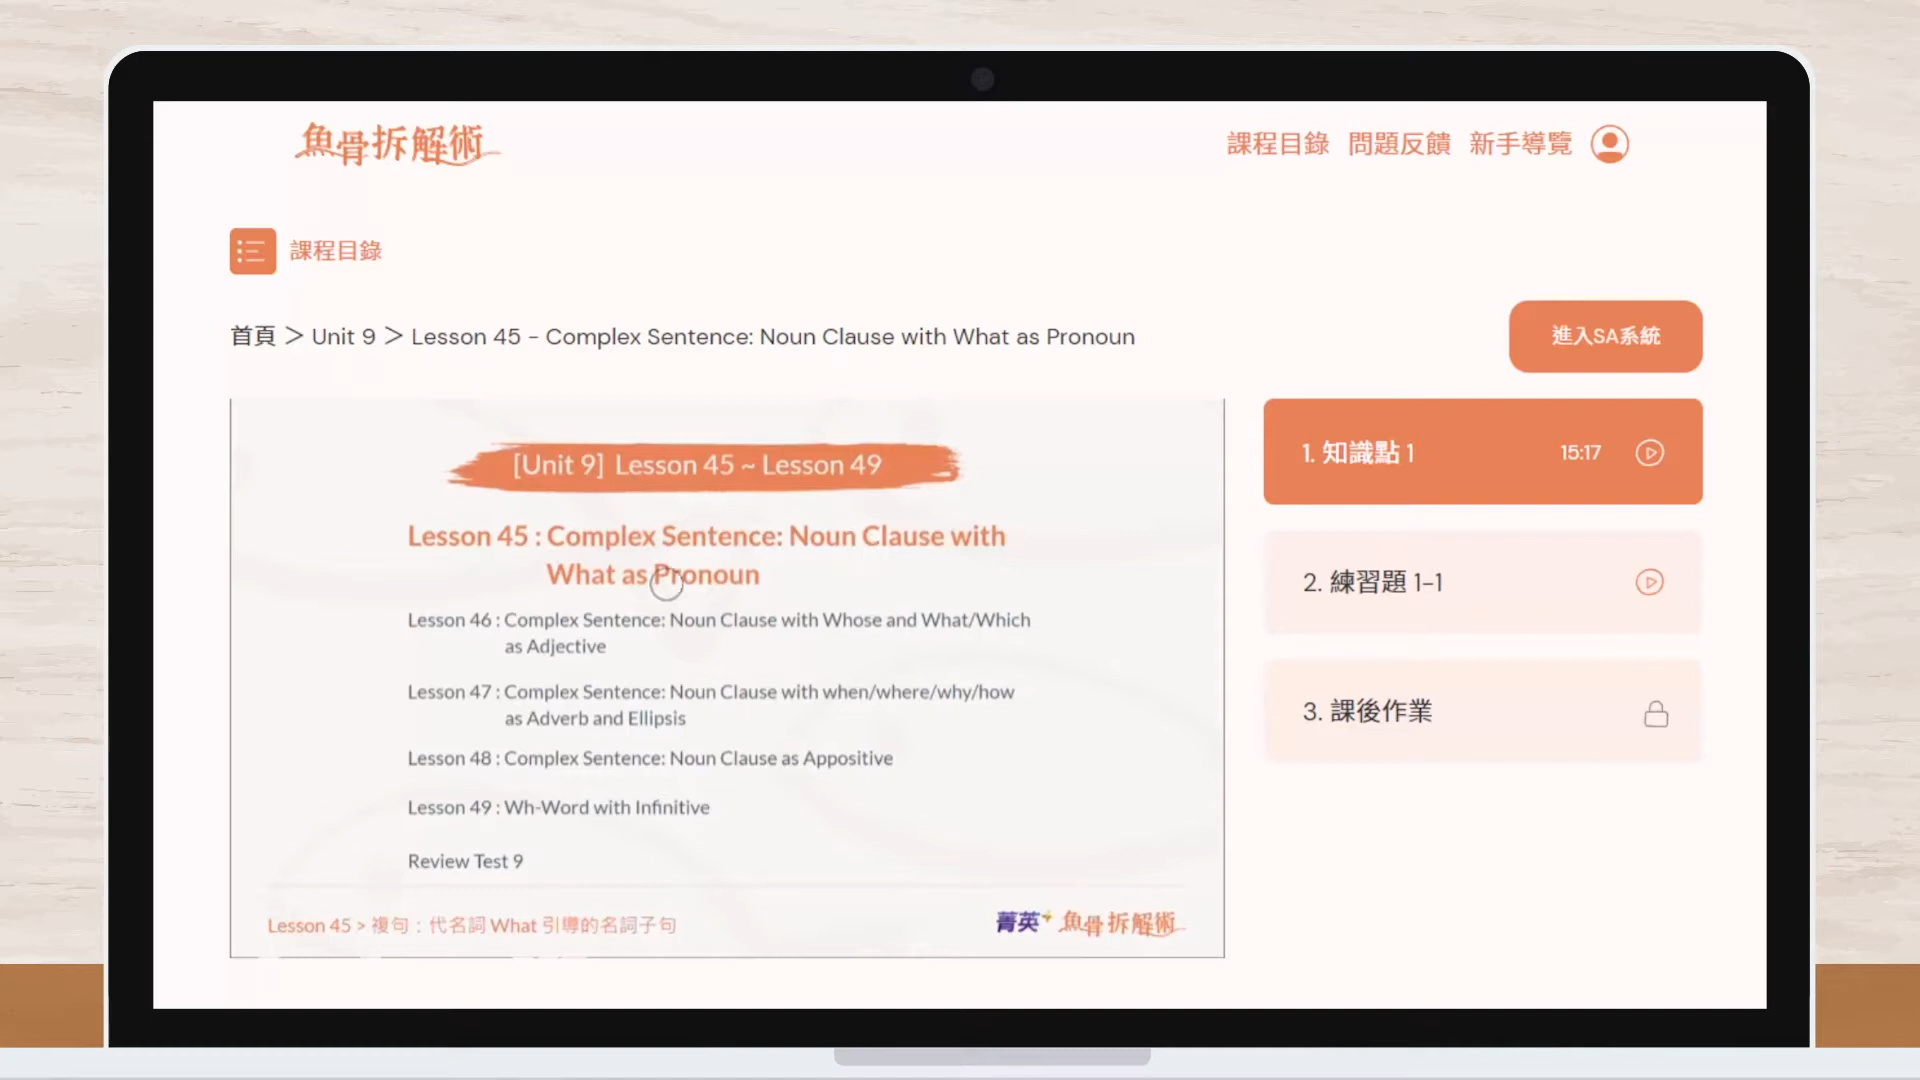 魚骨拆解術
課程目錄 問題反饋 新手導覽
課程目錄
首頁 > Unit 9 > Lesson 45 - Complex Sentence: Noun Clause with What as Pronoun
進入SA系統
[Unit 9] Lesson 45 ~ Lesson 49
Lesson 45 : Complex Sentence: Noun Clause with
What as Pronoun
Lesson 46 : Complex Sentence: Noun Clause with Whose and What/Which
as Adjective
Lesson 47 : Complex Sentence: Noun Clause with when/where/why/how
as Adverb and Ellipsis
Lesson 48 : Complex Sentence: Noun Clause as Appositive
Lesson 49 : Wh-Word with Infinitive
Review Test 9
Lesson 45 > 複句：代名詞 What 引導的名詞子句
菁英 魚骨拆解術
1. 知識點 1 15:17
2. 練習題 1-1
3. 課後作業